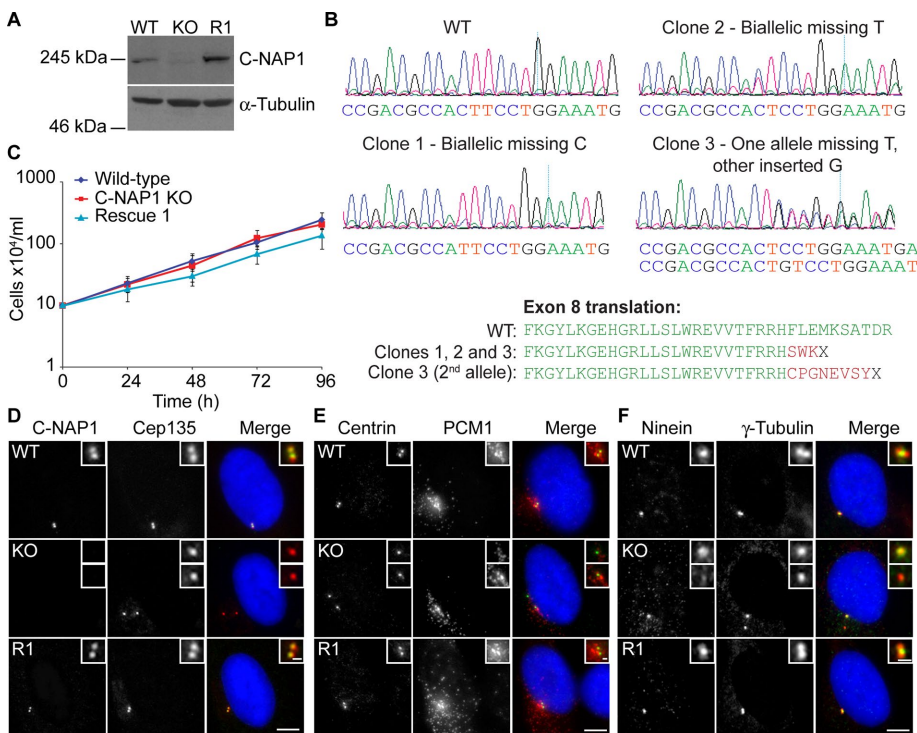 A
WT KO R1
245 kDa
C-NAP1
α-Tubulin
46 kDa
B
WT
CCGACGCCACTTCCTGGAAATG
Clone 2 - Biallelic missing T
CCGACGCCACTCCTGGAAATG
Clone 1 - Biallelic missing C
CCGACGCCATTCCTGGAAATG
Clone 3 - One allele missing T,
other inserted G
CCGACGCCACTCCTGGAAATGA
CCGACGCCACTGTCCTGGAAAT
Exon 8 translation:
WT: FKGYLKGEHGRLLSLWREVVTFRRHFLEMKSATDR
Clones 1, 2 and 3: FKGYLKGEHGRLLSLWREVVTFRRHSWKX
Clone 3 (2nd allele): FKGYLKGEHGRLLSLWREVVTFRRHCPGNEVSYX
C
Wild-type
C-NAP1 KO
Rescue 1
Cells x10⁴/ml
1000
100
10
1
0 24 48 72 96
Time (h)
D
C-NAP1 Cep135 Merge
WT
KO
R1
E
Centrin PCM1 Merge
WT
KO
R1
F
Ninein γ-Tubulin Merge
WT
KO
R1